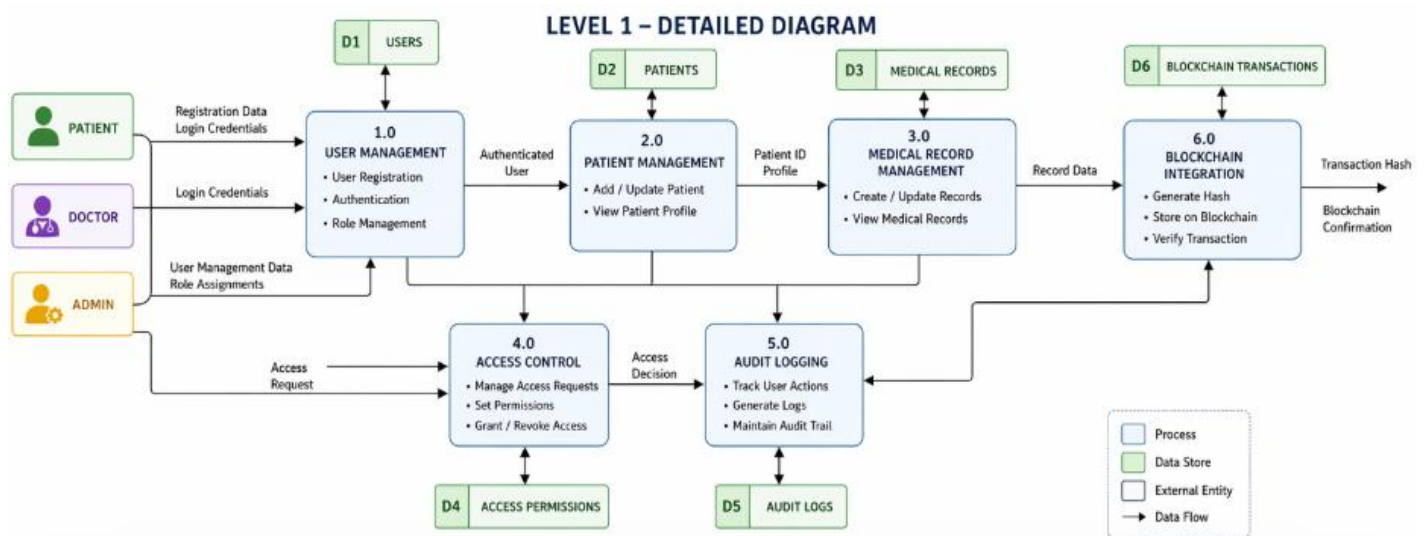 LEVEL 1 – DETAILED DIAGRAM
D1 USERS
D2 PATIENTS
D3 MEDICAL RECORDS
D6 BLOCKCHAIN TRANSACTIONS
PATIENT
DOCTOR
ADMIN
Registration Data
Login Credentials
Login Credentials
User Management Data
Role Assignments
1.0
USER MANAGEMENT
• User Registration
• Authentication
• Role Management
Authenticated
User
2.0
PATIENT MANAGEMENT
• Add / Update Patient
• View Patient Profile
Patient ID
Profile
3.0
MEDICAL RECORD
MANAGEMENT
• Create / Update Records
• View Medical Records
Record Data
6.0
BLOCKCHAIN
INTEGRATION
• Generate Hash
• Store on Blockchain
• Verify Transaction
Transaction Hash
Blockchain
Confirmation
Access
Request
4.0
ACCESS CONTROL
• Manage Access Requests
• Set Permissions
• Grant / Revoke Access
Access
Decision
5.0
AUDIT LOGGING
• Track User Actions
• Generate Logs
• Maintain Audit Trail
D4 ACCESS PERMISSIONS
D5 AUDIT LOGS
Process
Data Store
External Entity
Data Flow